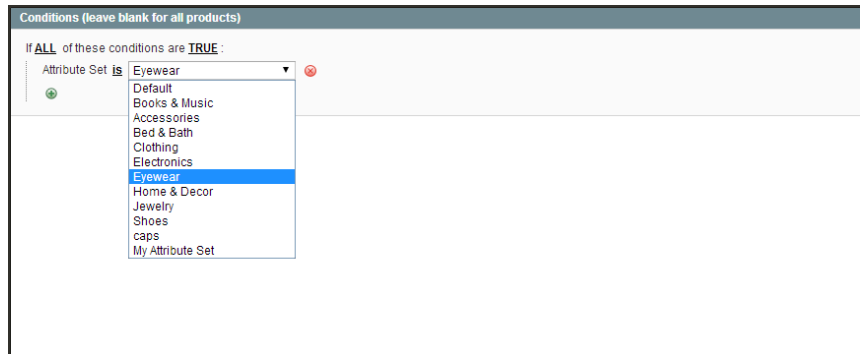 Conditions (leave blank for all products)
If ALL of these conditions are TRUE :
Attribute Set is Eyewear
Default
Books & Music
Accessories
Bed & Bath
Clothing
Electronics
Eyewear
Home & Decor
Jewelry
Shoes
caps
My Attribute Set